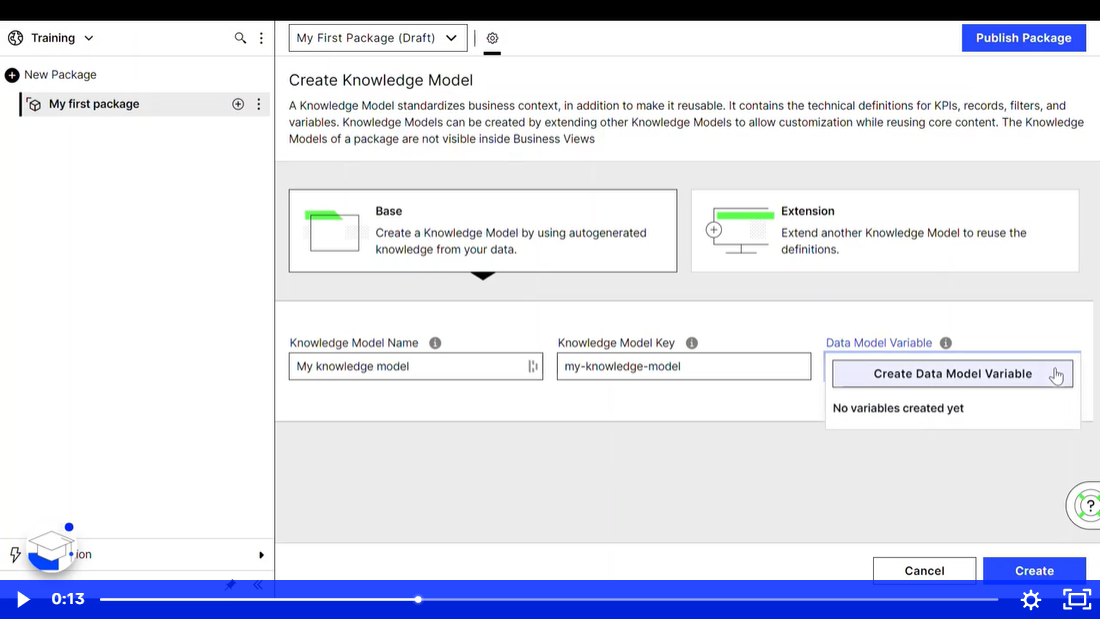 Training
My First Package (Draft)
Publish Package
New Package
My first package
Create Knowledge Model
A Knowledge Model standardizes business context, in addition to make it reusable. It contains the technical definitions for KPIs, records, filters, and
variables. Knowledge Models can be created by extending other Knowledge Models to allow customization while reusing core content. The Knowledge
Models of a package are not visible inside Business Views
Base
Create a Knowledge Model by using autogenerated
knowledge from your data.
Extension
Extend another Knowledge Model to reuse the
definitions.
Knowledge Model Name
Knowledge Model Key
Data Model Variable
My knowledge model
my-knowledge-model
Create Data Model Variable
No variables created yet
?
ion
Cancel
Create
0:13